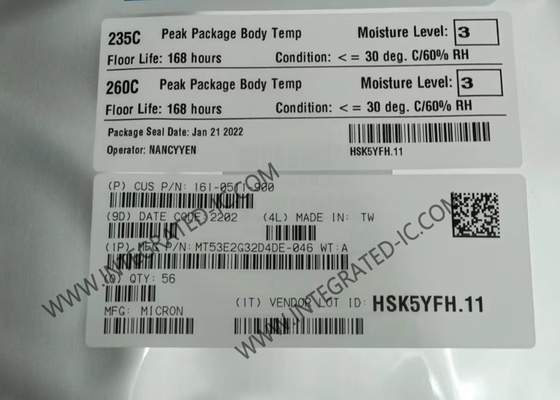 235C Peak Package Body Temp Moisture Level: 3
Floor Life: 168 hours Condition: < = 30 deg. C/60% RH
260C Peak Package Body Temp Moisture Level: 3
Floor Life: 168 hours Condition: < = 30 deg. C/60% RH
Package Seal Date: Jan 21 2022
Operator: NANCYYEN HSK5YFH.11
(P) CUS P/N:
(9D) DATE CODE:2202 (4L) MADE IN: TW
(1P) MFG P/N:MT53E2G32D4DE-046 WT:A
(Q) QTY: 56
(1T) VENDOR LOT ID: HSK5YFH.11
MFG: MICRON
WWW.INTEGRATED-IC.COM
WWW.INTEGRATED-IC.COM